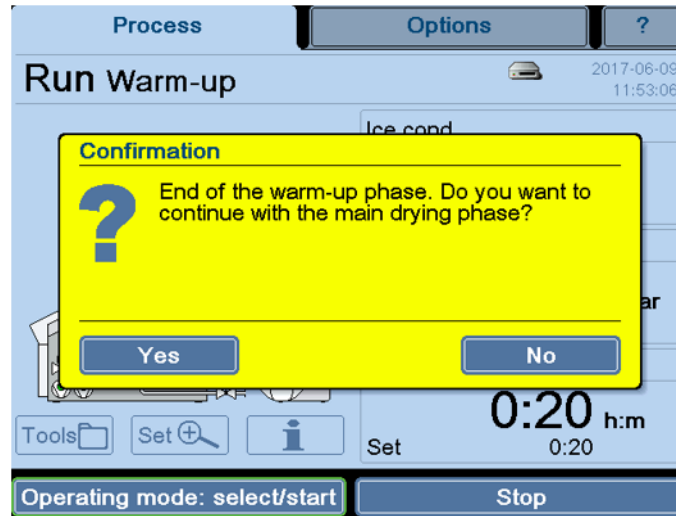 Process
Options
?
Run Warm-up
2017-06-09
11:53:06
Ice cond
Confirmation
End of the warm-up phase. Do you want to
continue with the main drying phase?
ar
Yes
No
0:20 h:m
Tools
Set
i
Set
0:20
Operating mode: select/start
Stop